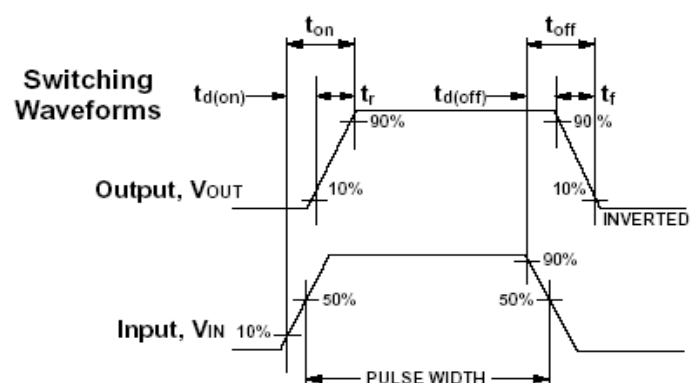 ton
toff
Switching
Waveforms
td(on)
tr
td(off)
tf
90%
90%
Output, VOUT
10%
10%
INVERTED
90%
50%
50%
Input, VIN
10%
PULSE WIDTH